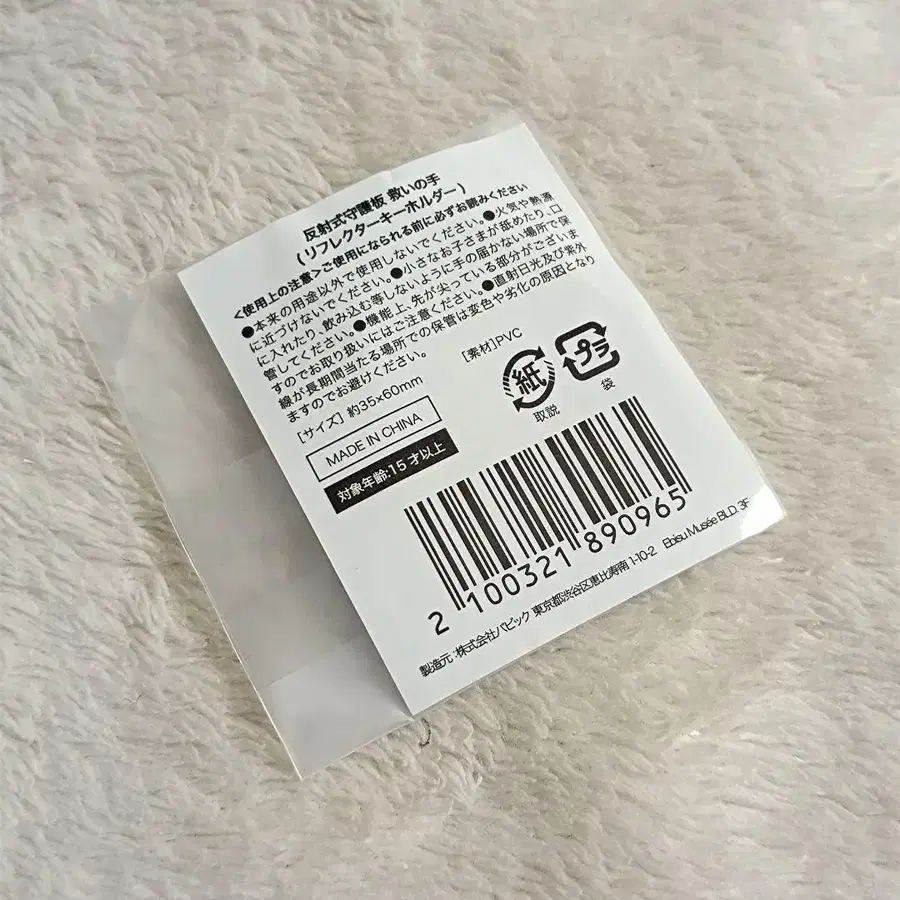 反射式守護板 救いの手
(リフレクターキーホルダー)
<使用上の注意>ご使用になられる前に必ずお読みください
●本来の用途以外で使用しないでください。●火気や熱源
に近づけないでください。●小さなお子さまが舐めたり、口
に入れたり、飲み込む等しないように手の届かない場所で保
管してください。●機能上、先が尖っている部分がございま
すのでお取り扱いにはご注意ください。●直射日光及び紫外
線が長期間当たる場所での保管は変色や劣化の原因となり
ますのでお避けください。
[サイズ] 約35×60mm
[素材]PVC
MADE IN CHINA
対象年齢:15才以上
紙
取説
プラ
袋
2 100321 890965
製造元:株式会社パピック 東京都渋谷区恵比寿南1-10-2 Ebisu Musée BLD. 3F